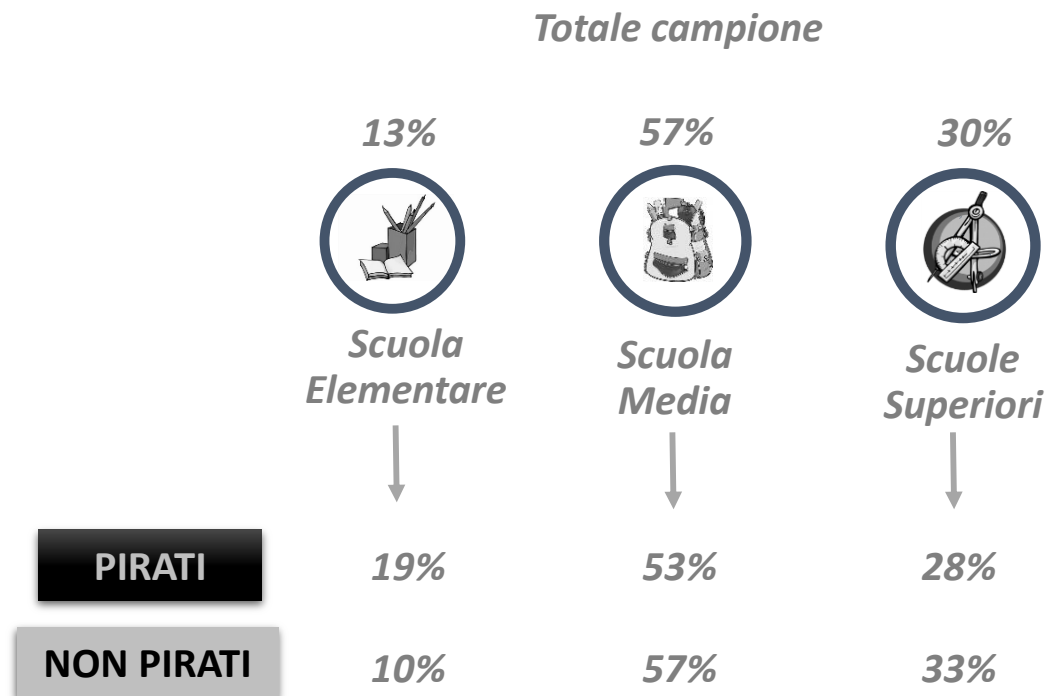 Totale campione
13% 57% 30%
Scuola Elementare
Scuola Media
Scuole Superiori
PIRATI 19% 53% 28%
NON PIRATI 10% 57% 33%